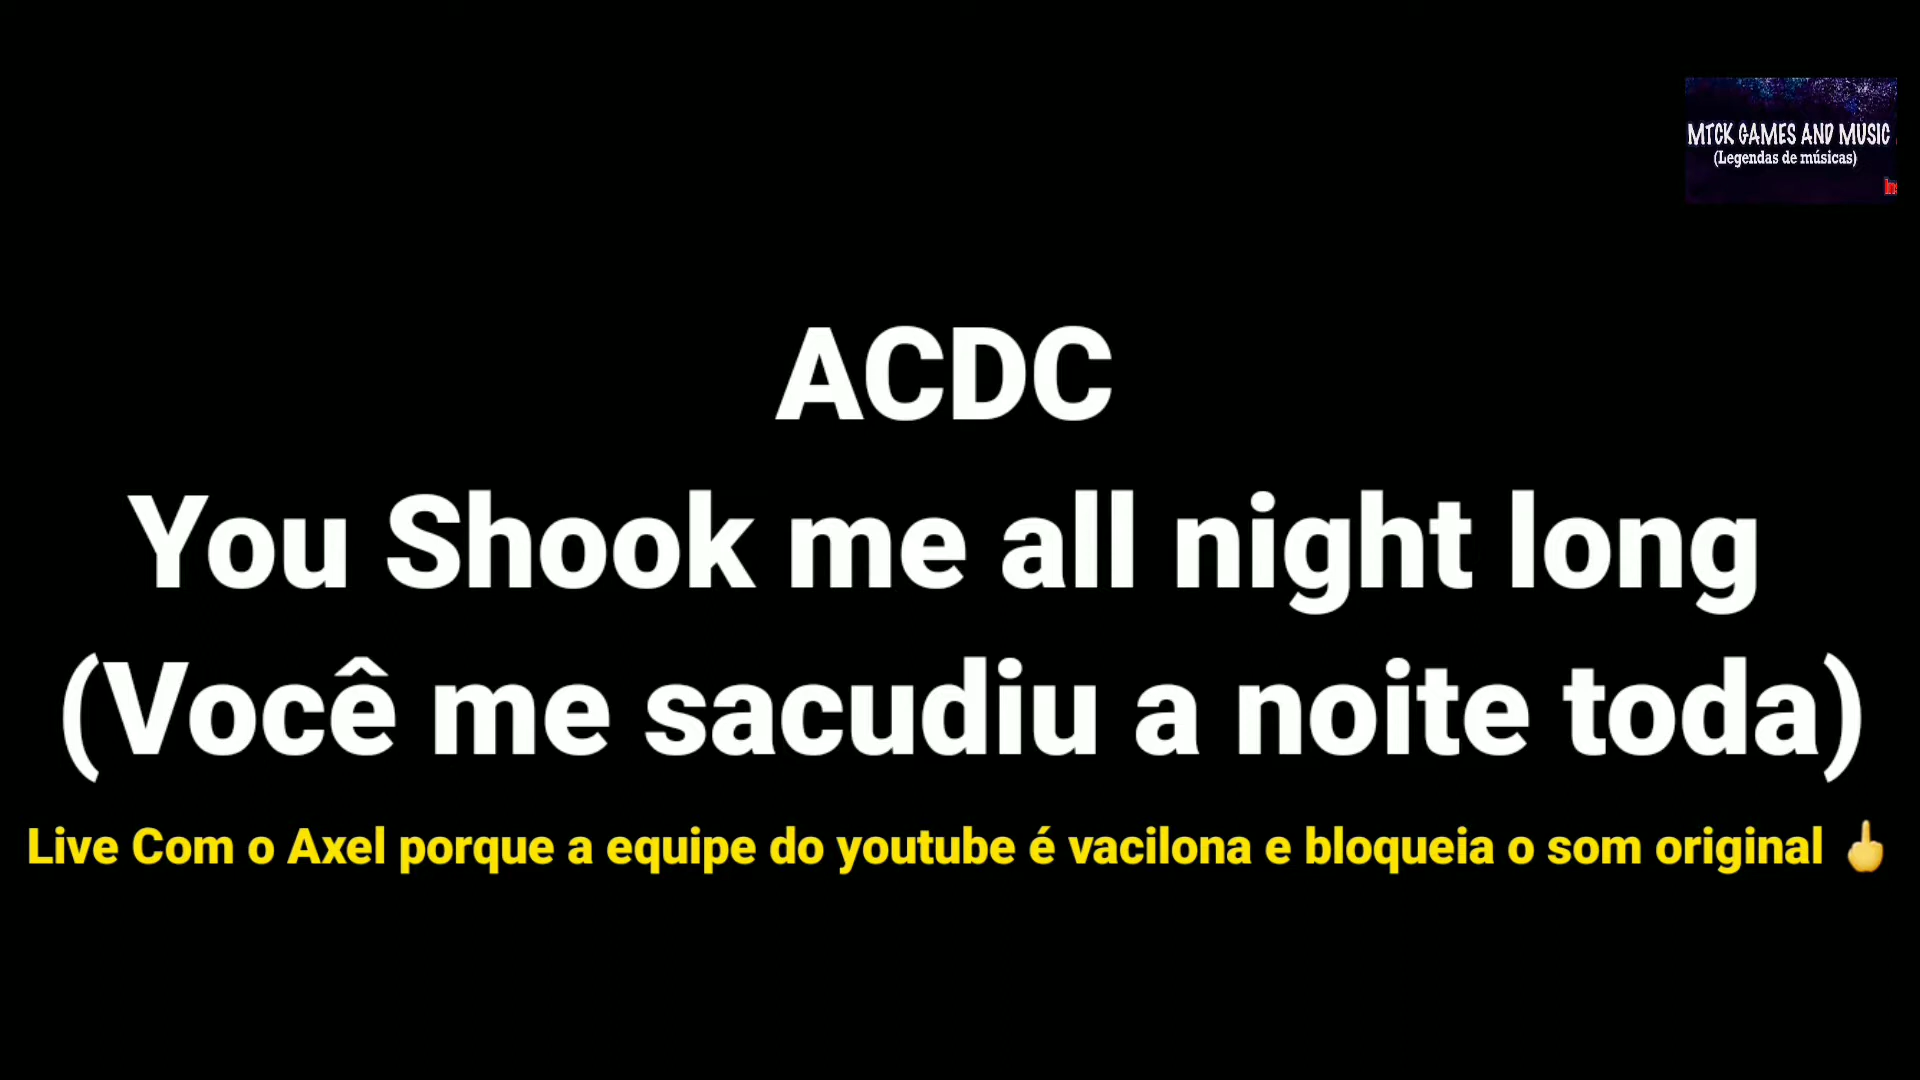 MTCK GAMES AND MUSIC
(Legendas de músicas)
ACDC
You Shook me all night long
(Você me sacudiu a noite toda)
Live Com o Axel porque a equipe do youtube é vacilona e bloqueia o som original 🖕